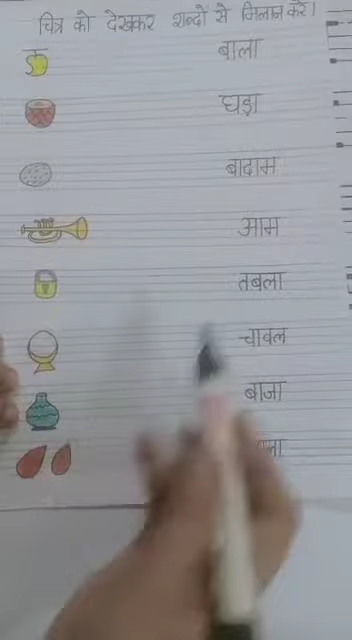 चित्र को देखकर शब्दों से मिलान करें।
बाला
घड़ा
बादाम
आम
तबला
चावल
बाजा